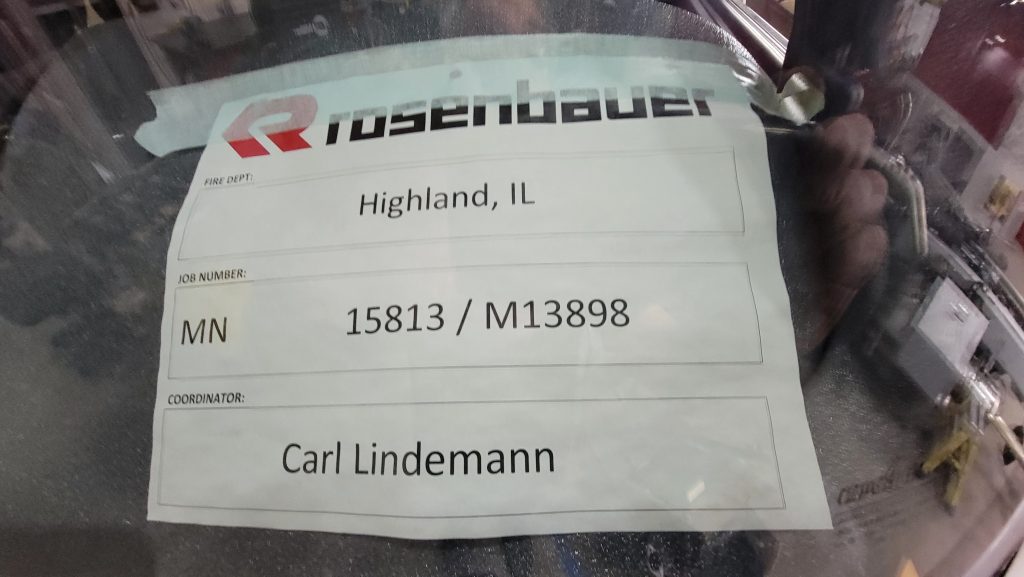 rosenbauer
FIRE DEPT:
Highland, IL
JOB NUMBER:
MN 15813 / M13898
COORDINATOR:
Carl Lindemann